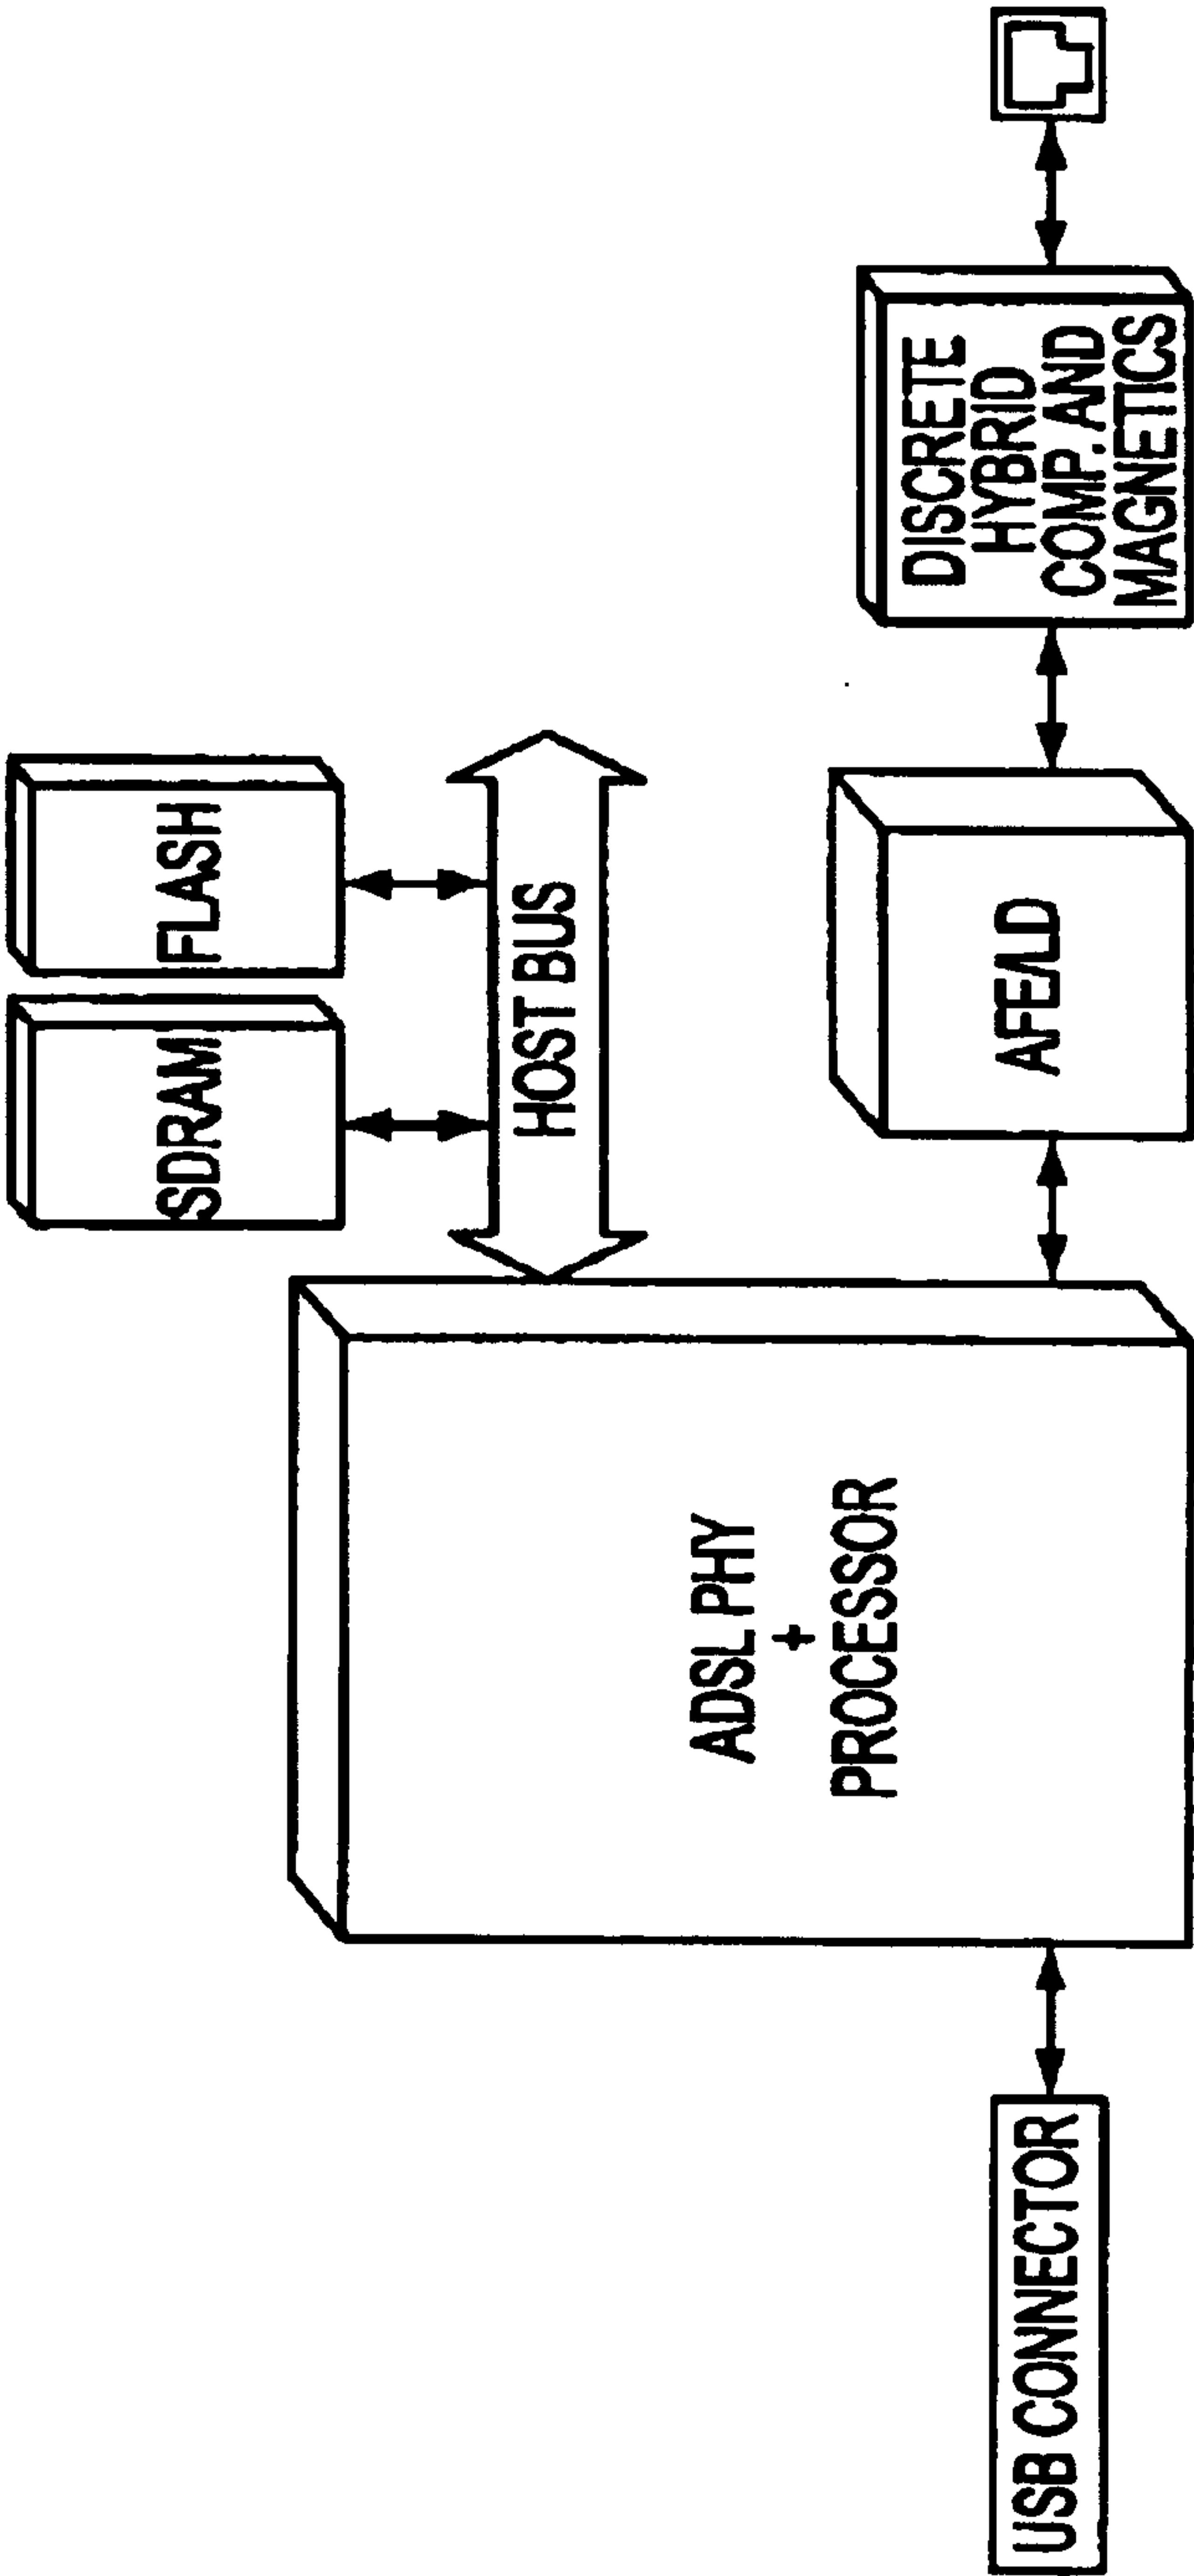 SDRAM
FLASH
HOST BUS
ADSL PHY
+
PROCESSOR
USB CONNECTOR
AFE/LD
DISCRETE
HYBRID
COMP. AND
MAGNETICS